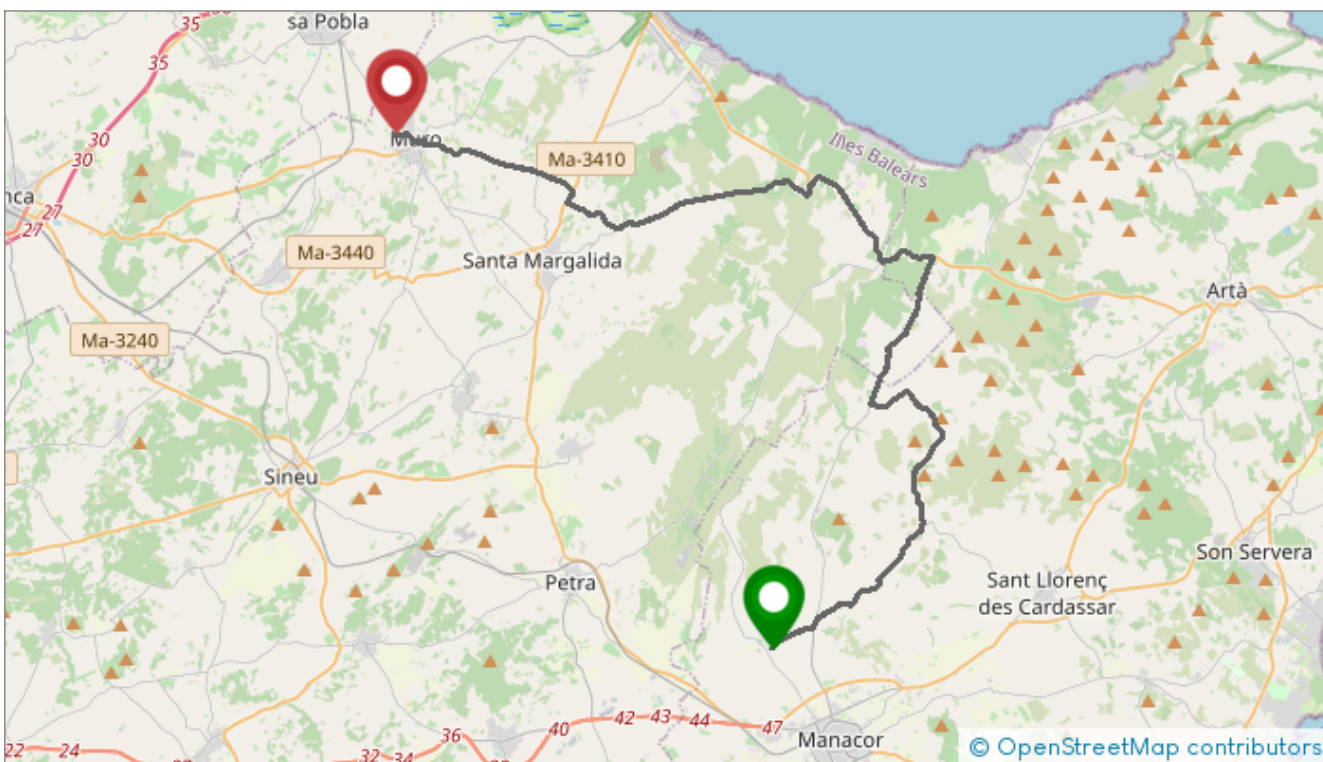 sa Pobla
35
35
30
30
Muro
Ma-3410
Illes Balears
nca
27
27
Ma-3440
Santa Margalida
Artà
Ma-3240
Sineu
Petra
Son Servera
Sant Llorenç
des Cardassar
22
24
32
34
36
40
42
43
44
47
Manacor
© OpenStreetMap contributors